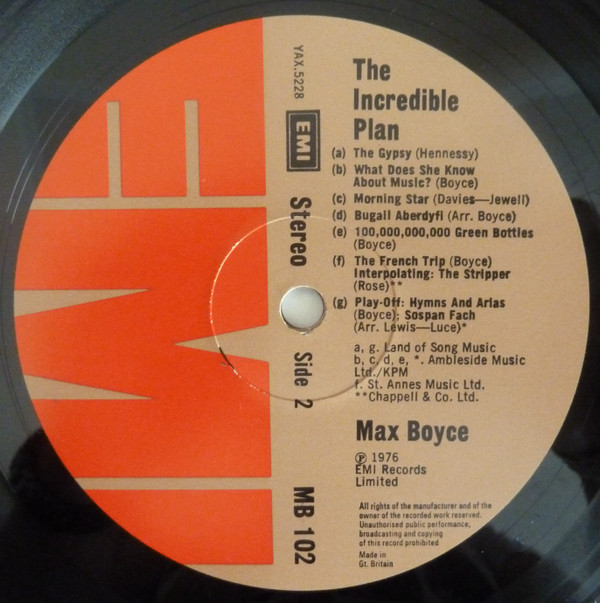 EMI
YAX.5228
EMI
Stereo
Side 2
MB 102
The
Incredible
Plan
(a) The Gypsy (Hennessy)
(b) What Does She Know
About Music? (Boyce)
(c) Morning Star (Davies—Jewell)
(d) Bugail Aberdyfi (Arr. Boyce)
(e) 100,000,000,000 Green Bottles
(Boyce)
(f) The French Trip (Boyce)
Interpolating: The Stripper
(Rose)**
(g) Play-Off: Hymns And Arias
(Boyce); Sospan Fach
(Arr. Lewis—Luce)*
a, g. Land of Song Music
b, c, d, e, *. Ambleside Music
Ltd./KPM
f. St. Annes Music Ltd.
**Chappell & Co. Ltd.
Max Boyce
℗ 1976
EMI Records
Limited
All rights of the manufacturer and of the
owner of the recorded work reserved.
Unauthorised public performance,
broadcasting and copying
of this record prohibited
Made in
Gt. Britain